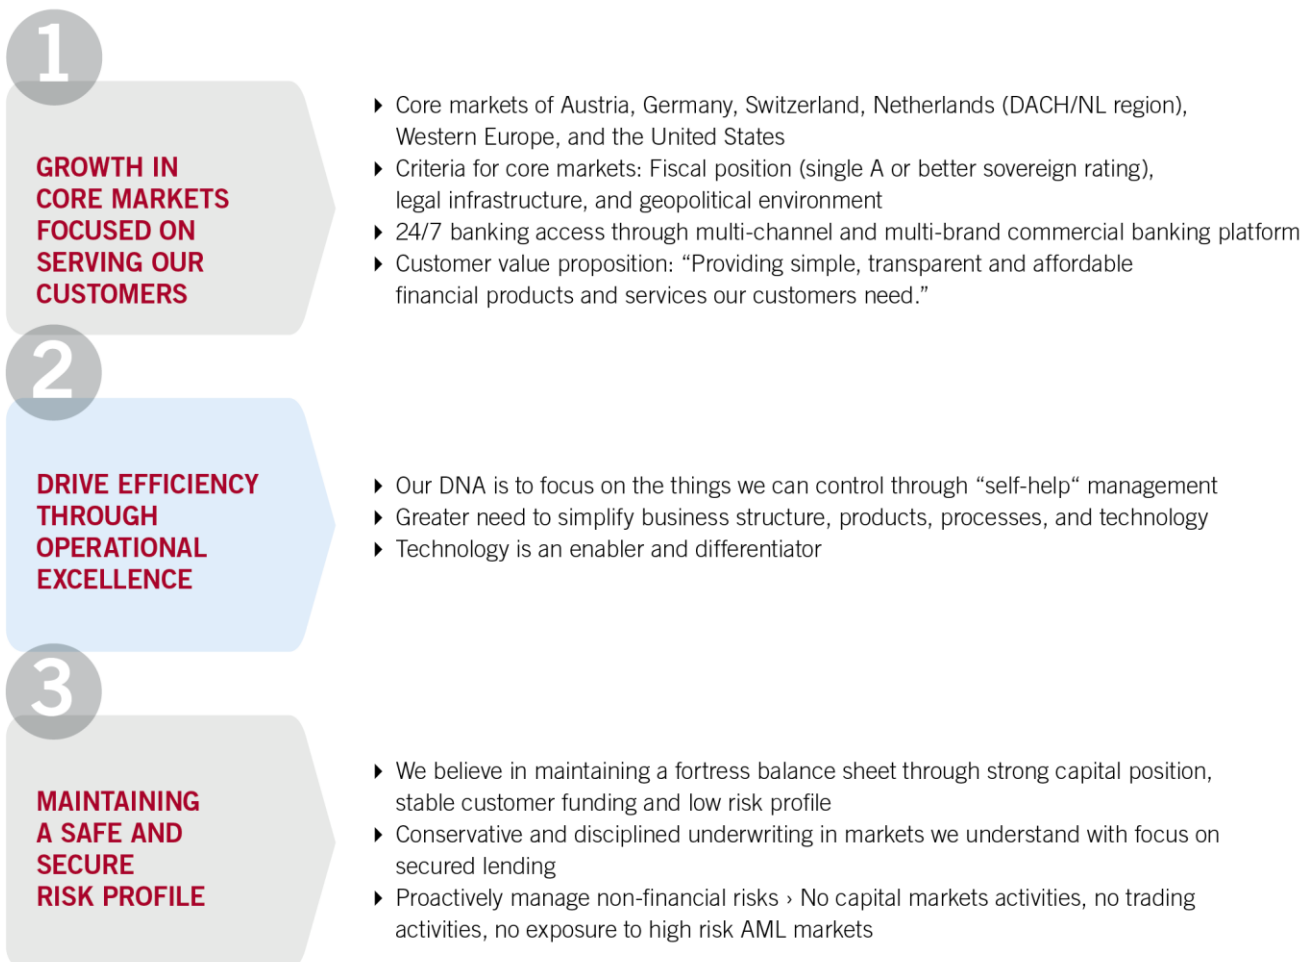 1
GROWTH IN
CORE MARKETS
FOCUSED ON
SERVING OUR
CUSTOMERS
‣ Core markets of Austria, Germany, Switzerland, Netherlands (DACH/NL region),
Western Europe, and the United States
‣ Criteria for core markets: Fiscal position (single A or better sovereign rating),
legal infrastructure, and geopolitical environment
‣ 24/7 banking access through multi-channel and multi-brand commercial banking platform
‣ Customer value proposition: “Providing simple, transparent and affordable
financial products and services our customers need.”
2
DRIVE EFFICIENCY
THROUGH
OPERATIONAL
EXCELLENCE
‣ Our DNA is to focus on the things we can control through “self-help“ management
‣ Greater need to simplify business structure, products, processes, and technology
‣ Technology is an enabler and differentiator
3
MAINTAINING
A SAFE AND
SECURE
RISK PROFILE
‣ We believe in maintaining a fortress balance sheet through strong capital position,
stable customer funding and low risk profile
‣ Conservative and disciplined underwriting in markets we understand with focus on
secured lending
‣ Proactively manage non-financial risks › No capital markets activities, no trading
activities, no exposure to high risk AML markets